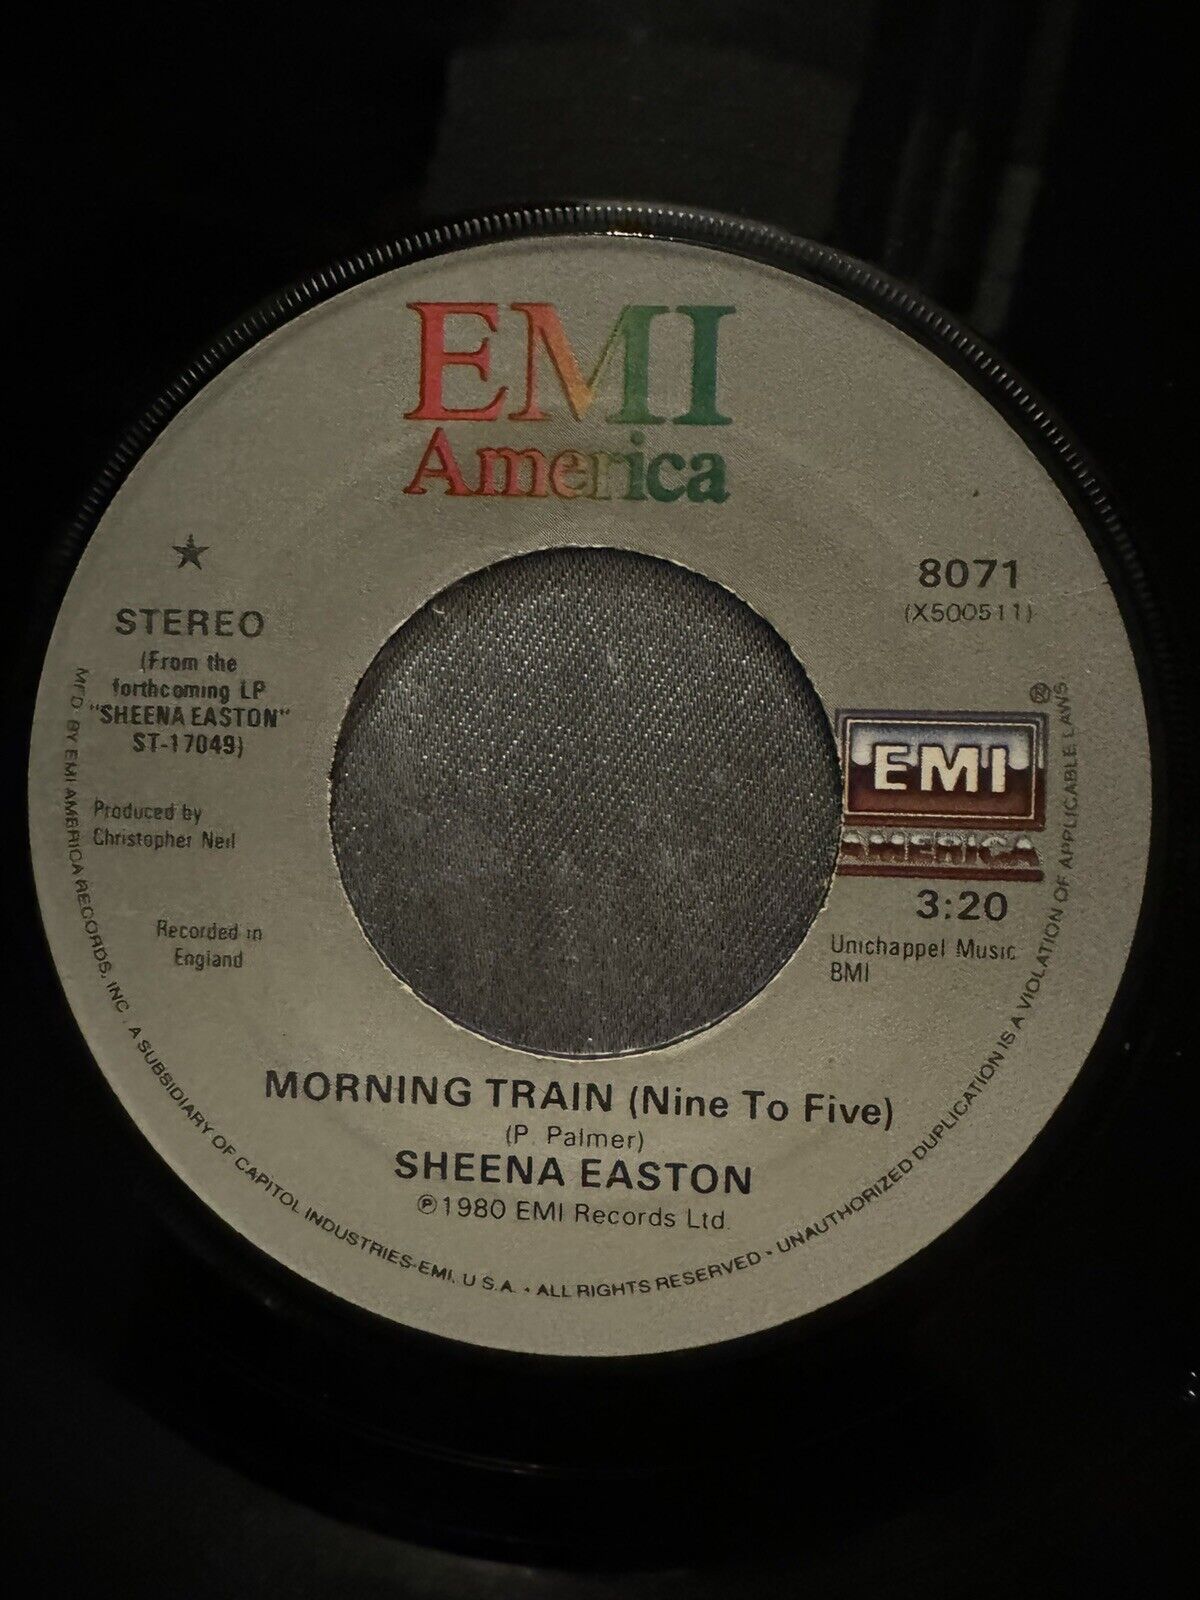 EMI
America
★
STEREO
(From the
forthcoming LP
"SHEENA EASTON"
ST-17049)
Produced by
Christopher Neil
Recorded in
England
8071
(X500511)
®
EMI
AMERICA
3:20
Unichappel Music
BMI
MORNING TRAIN (Nine To Five)
(P. Palmer)
SHEENA EASTON
℗1980 EMI Records Ltd.
MFD. BY EMI-AMERICA RECORDS, INC. A SUBSIDIARY OF CAPITOL INDUSTRIES-EMI, U.S.A. • ALL RIGHTS RESERVED • UNAUTHORIZED DUPLICATION IS A VIOLATION OF APPLICABLE LAWS